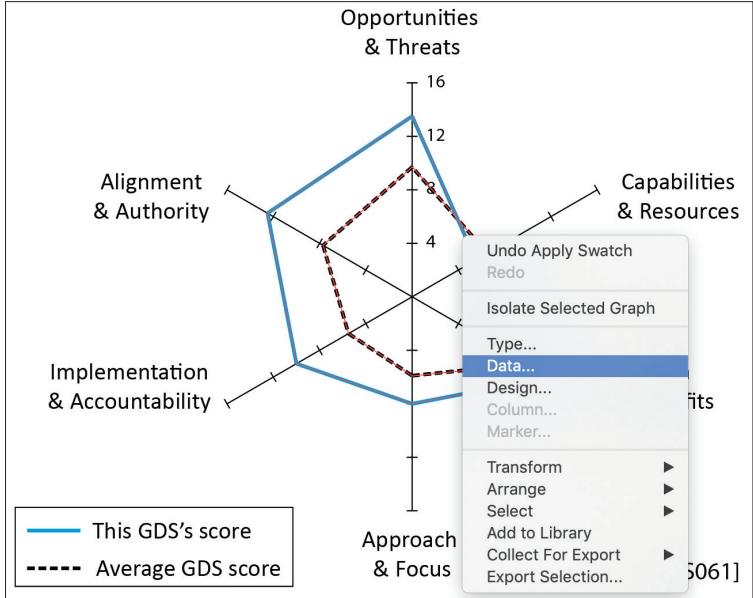 Opportunities
& Threats
16
12
8
4
Alignment
& Authority
Capabilities
& Resources
Undo Apply Swatch
Redo
Isolate Selected Graph
Type...
Data...
Design...
Column...
Marker...
Transform
Arrange
Select
Add to Library
Collect For Export
Export Selection...
Implementation
& Accountability
fits
Approach
& Focus
S061]
This GDS's score
Average GDS score